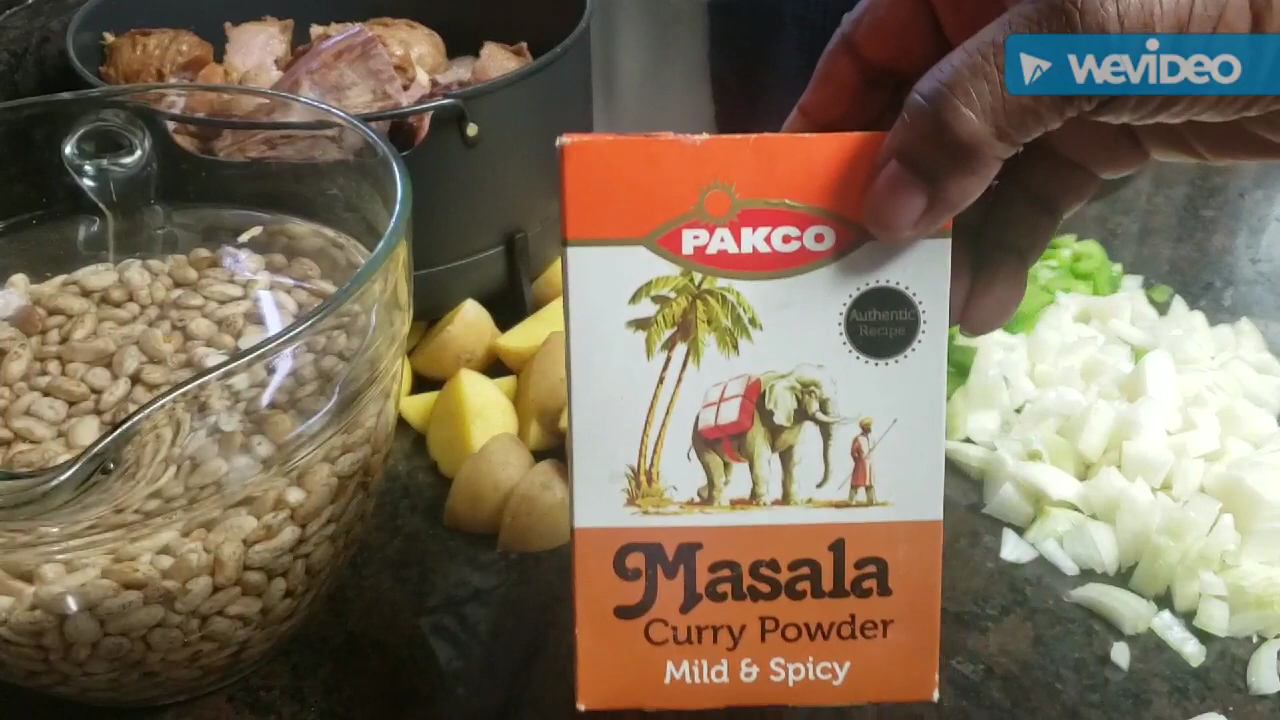 WEVIDEO
PAKCO
Authentic
Recipe
Masala
Curry Powder
Mild & Spicy